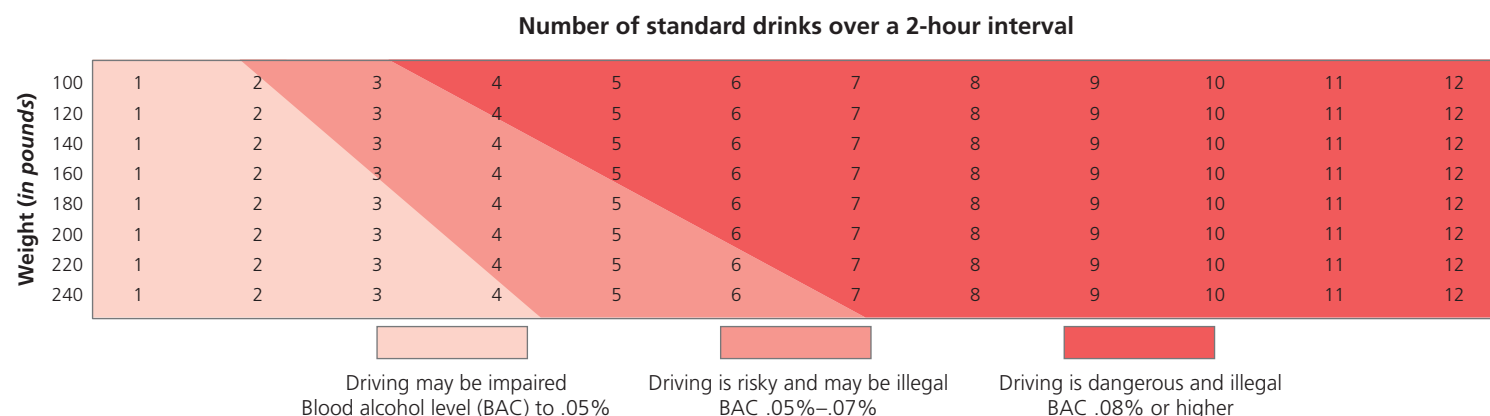 Number of standard drinks over a 2-hour interval
Weight (in pounds)
100 1 2 3 4 5 6 7 8 9 10 11 12
120 1 2 3 4 5 6 7 8 9 10 11 12
140 1 2 3 4 5 6 7 8 9 10 11 12
160 1 2 3 4 5 6 7 8 9 10 11 12
180 1 2 3 4 5 6 7 8 9 10 11 12
200 1 2 3 4 5 6 7 8 9 10 11 12
220 1 2 3 4 5 6 7 8 9 10 11 12
240 1 2 3 4 5 6 7 8 9 10 11 12
Driving may be impaired
Blood alcohol level (BAC) to .05%
Driving is risky and may be illegal
BAC .05%–.07%
Driving is dangerous and illegal
BAC .08% or higher